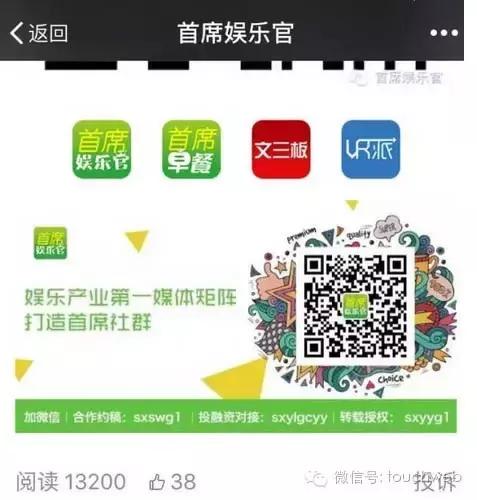 返回
首席娱乐官
首席娱乐官
首席
娱乐官
首席
早餐
文三板
VR派
首席
娱乐官
娱乐产业第一媒体矩阵
打造首席社群
Premium
Quality
SUPER
首席
娱乐官
Choice
加微信 | 合作约稿: sxswg1 | 投融资对接: sxylgcyy | 转载授权: sxyyg1
阅读 13200 38 投诉
微信号: touchweb